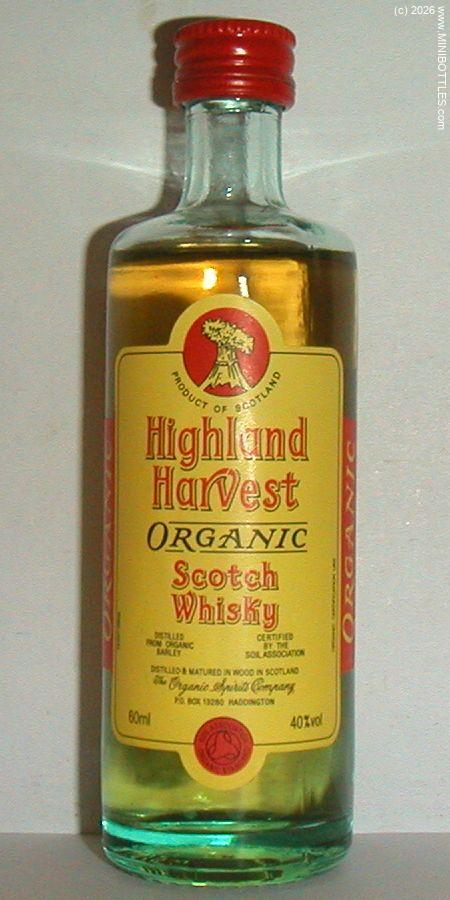 (c) 2026 www.MINIBOTTLES.com
PRODUCT OF SCOTLAND
Highland
Harvest
ORGANIC
Scotch
Whisky
DISTILLED
FROM ORGANIC
BARLEY
CERTIFIED
BY THE
SOIL ASSOCIATION
DISTILLED & MATURED IN WOOD IN SCOTLAND
The Organic Spirits Company
P.O. BOX 13280 HADDINGTON
60ml
40%vol
ORGANIC
ORGANIC